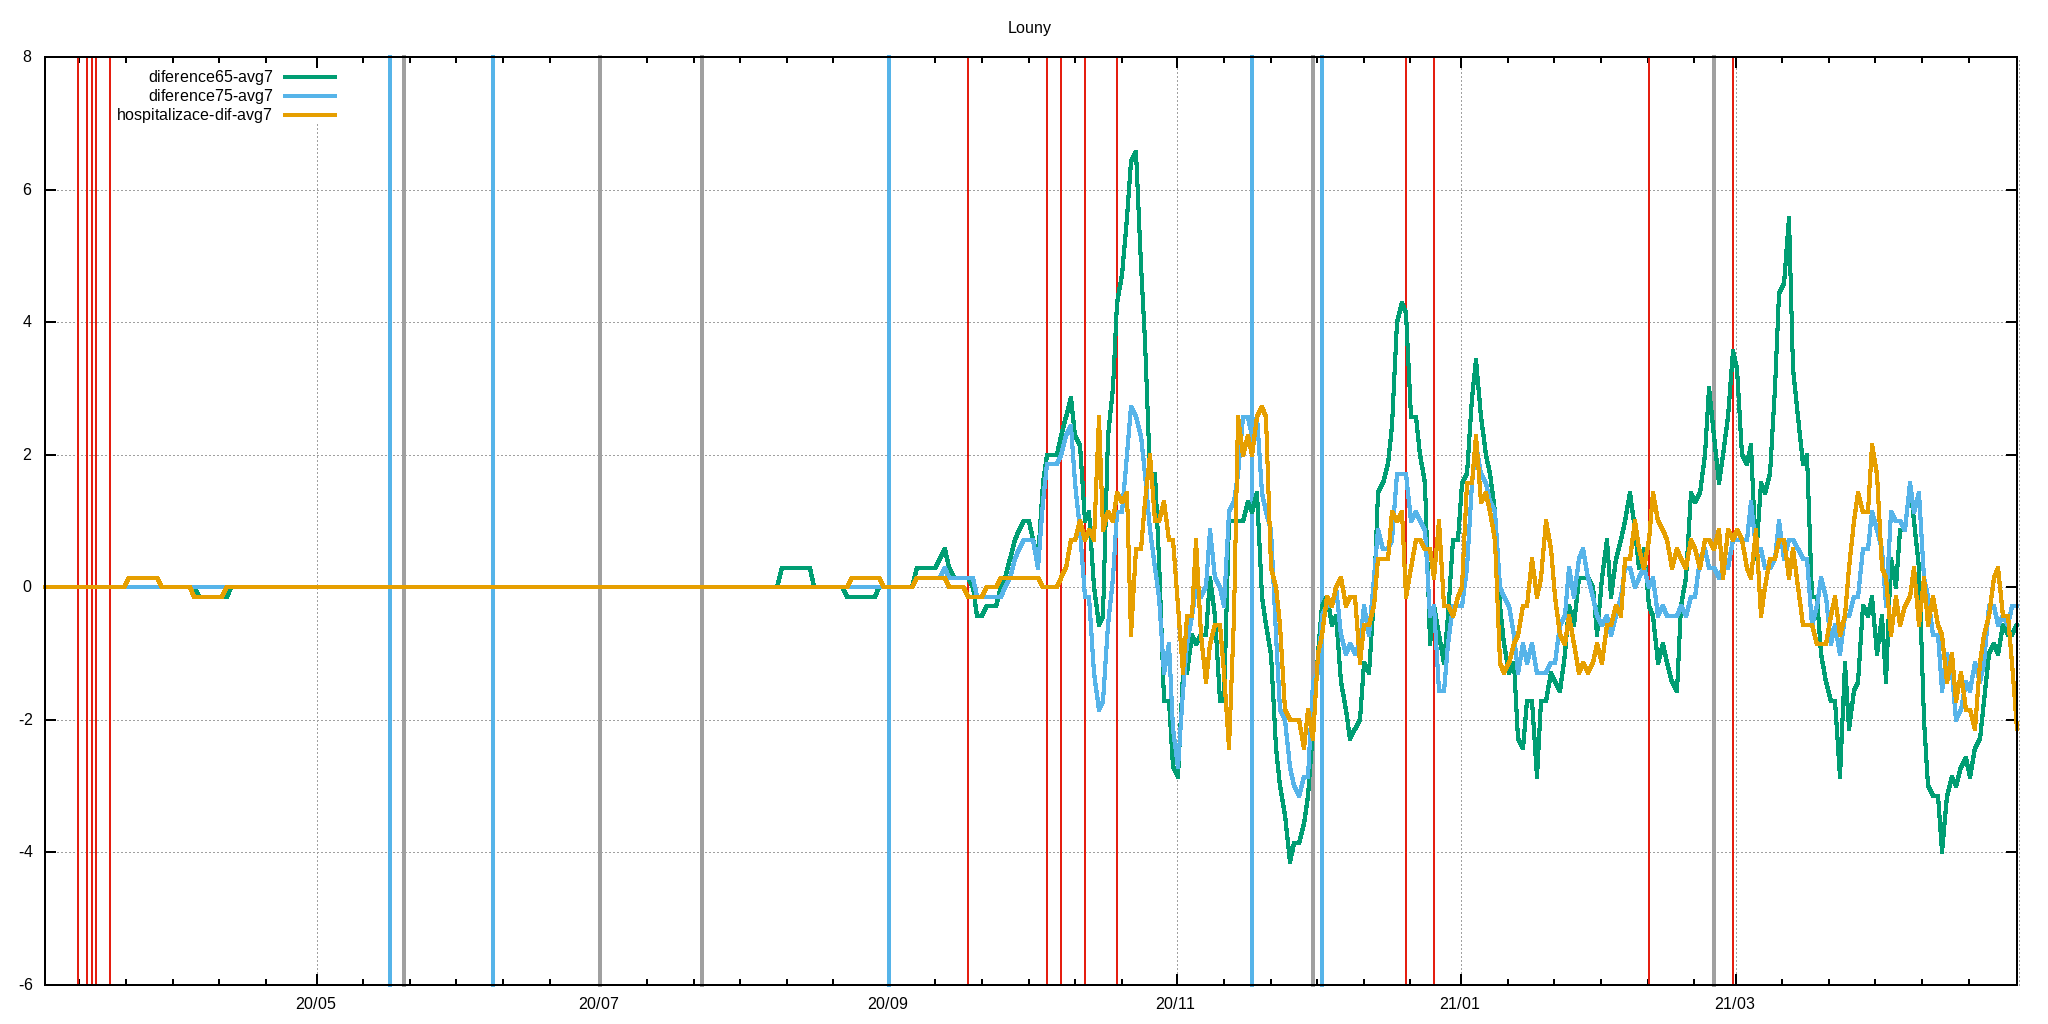 Louny
8
diference65-avg7
diference75-avg7
hospitalizace-dif-avg7
6
4
2
0
-2
-4
-6
20/05 20/07 20/09 20/11 21/01 21/03